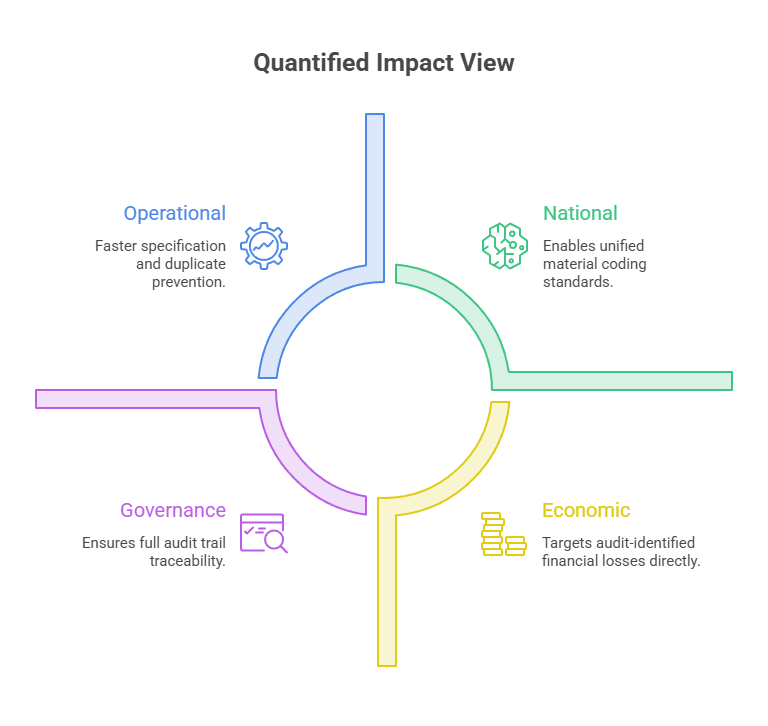 Quantified Impact View
Operational
Faster specification
and duplicate
prevention.
National
Enables unified
material coding
standards.
Governance
Ensures full audit trail
traceability.
Economic
Targets audit-identified
financial losses directly.